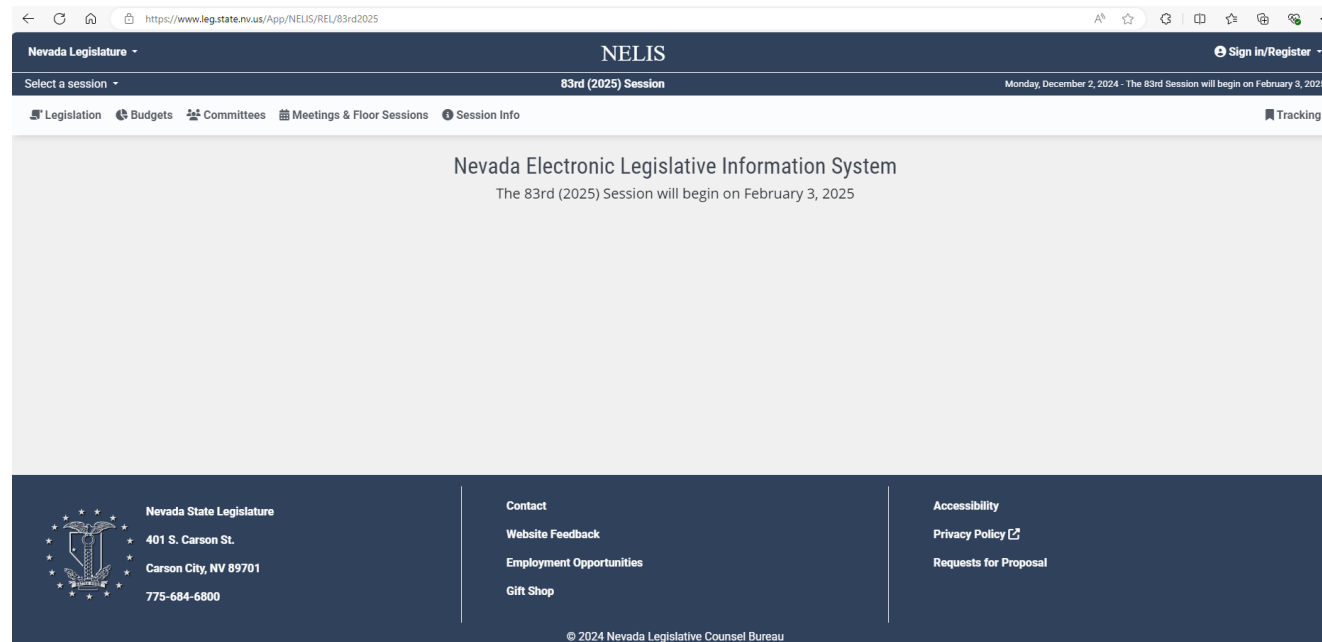 https://www.leg.state.nv.us/App/NELIS/REL/83rd2025
Nevada Legislature
NELIS
Sign in/Register
Select a session
83rd (2025) Session
Monday, December 2, 2024 - The 83rd Session will begin on February 3, 2025
Legislation Budgets Committees Meetings & Floor Sessions Session Info
Tracking
Nevada Electronic Legislative Information System
The 83rd (2025) Session will begin on February 3, 2025
Nevada State Legislature
401 S. Carson St.
Carson City, NV 89701
775-684-6800
Contact
Website Feedback
Employment Opportunities
Gift Shop
Accessibility
Privacy Policy
Requests for Proposal
© 2024 Nevada Legislative Counsel Bureau